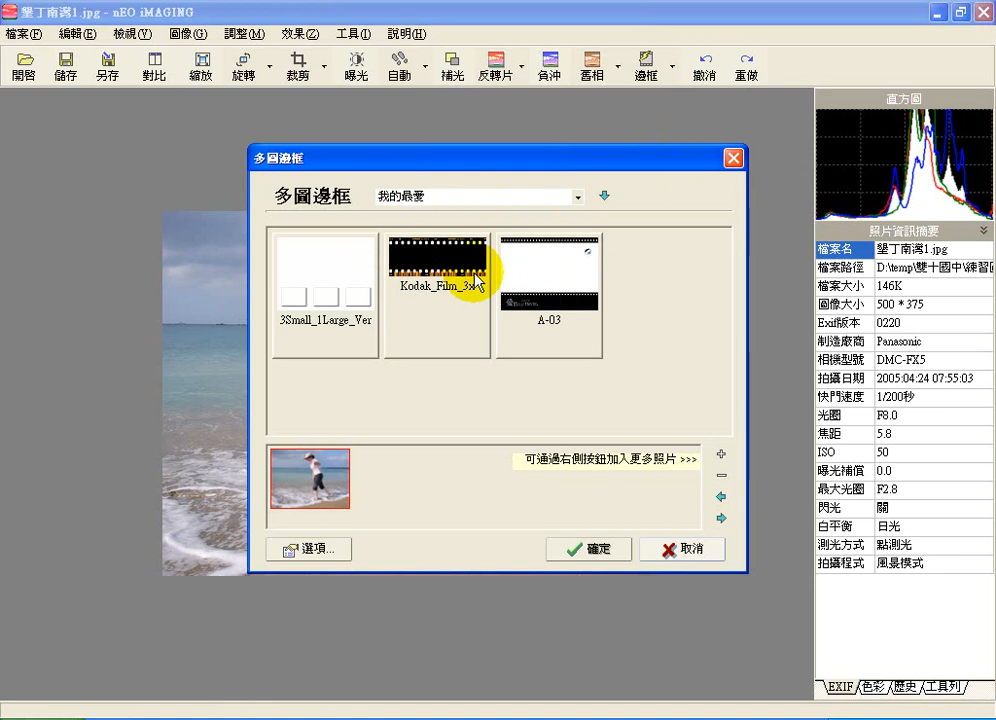 墾丁南灣1.jpg - nEO iMAGING
檔案(F) 編輯(E) 檢視(V) 圖像(G) 調整(M) 效果(Z) 工具(I) 說明(H)
開啓 儲存 另存 對比 縮放 旋轉 裁剪 曝光 自動 補光 反轉片 負沖 舊相 邊框 撤消 重做
直方圖
多圖邊框
多圖邊框 我的最愛
3Small_1Large_Ver
Kodak_Film_3x
A-03
可通過右側按鈕加入更多照片 >>>
選項... 確定 取消
照片資訊摘要
檔案名 墾丁南灣1.jpg
檔案路徑 D:\temp\雙十國中\練習圖
檔案大小 146K
圖像大小 500 * 375
Exif版本 0220
制造廠商 Panasonic
相機型號 DMC-FX5
拍攝日期 2005:04:24 07:55:03
快門速度 1/200秒
光圈 F8.0
焦距 5.8
ISO 50
曝光補償 0.0
最大光圈 F2.8
閃光 關
白平衡 日光
測光方式 點測光
拍攝程式 風景模式
EXIF 色彩 歷史 工具列